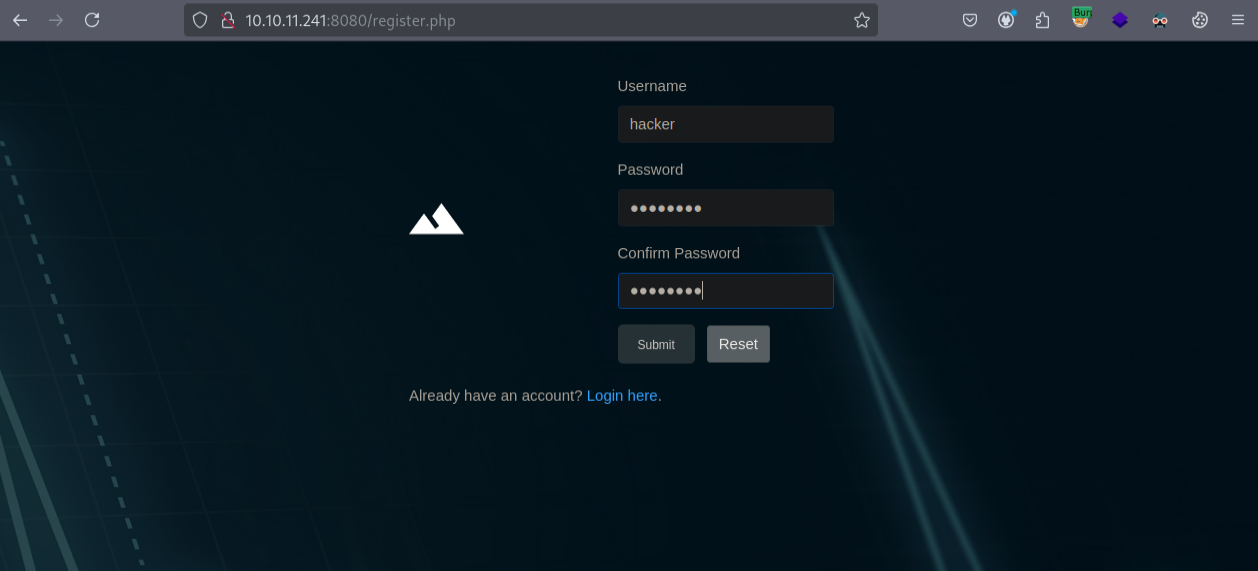 10.10.11.241:8080/register.php
Burp
Username
hacker
Password
Confirm Password
Submit Reset
Already have an account? Login here.